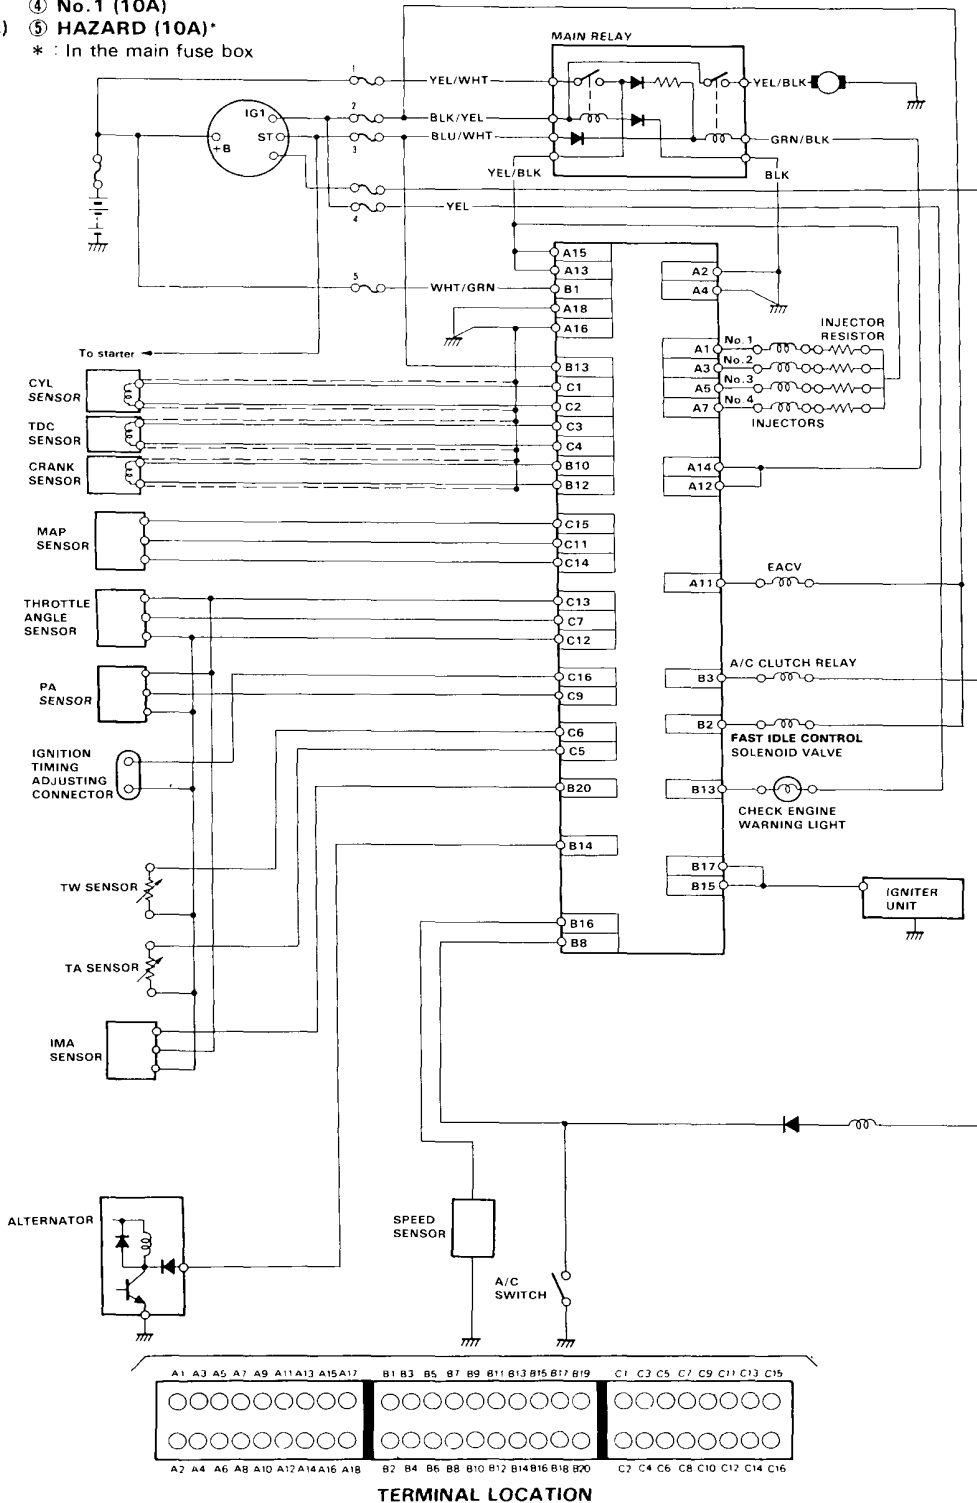 ④ No.1 (10A)
⑤ HAZARD (10A)*
* : In the main fuse box
MAIN RELAY
1
YEL/WHT
YEL/BLK
IG1
2
BLK/YEL
ST
BLU/WHT
GRN/BLK
+B
3
YEL/BLK
BLK
YEL
4
A15
A13
A2
5
WHT/GRN
B1
A4
A18
A16
INJECTOR
RESISTOR
To starter
No.1
A1
B13
No.2
A3
CYL
SENSOR
C1
No.3
A5
C2
No.4
A7
INJECTORS
TDC
SENSOR
C3
C4
CRANK
SENSOR
B10
A14
B12
A12
MAP
SENSOR
C15
C11
C14
EACV
A11
THROTTLE
ANGLE
SENSOR
C13
C7
C12
A/C CLUTCH RELAY
PA
SENSOR
C16
B3
C9
IGNITION
TIMING
ADJUSTING
CONNECTOR
C6
B2
C5
FAST IDLE CONTROL
SOLENOID VALVE
B20
B13
CHECK ENGINE
WARNING LIGHT
B14
TW SENSOR
B17
B15
IGNITER
UNIT
B16
B8
TA SENSOR
IMA
SENSOR
ALTERNATOR
SPEED
SENSOR
A/C
SWITCH
A1 A3 A5 A7 A9 A11 A13 A15 A17 B1 B3 B5 B7 B9 B11 B13 B15 B17 B19 C1 C3 C5 C7 C9 C11 C13 C15
A2 A4 A6 A8 A10 A12 A14 A16 A18 B2 B4 B6 B8 B10 B12 B14 B16 B18 B20 C2 C4 C6 C8 C10 C12 C14 C16
TERMINAL LOCATION